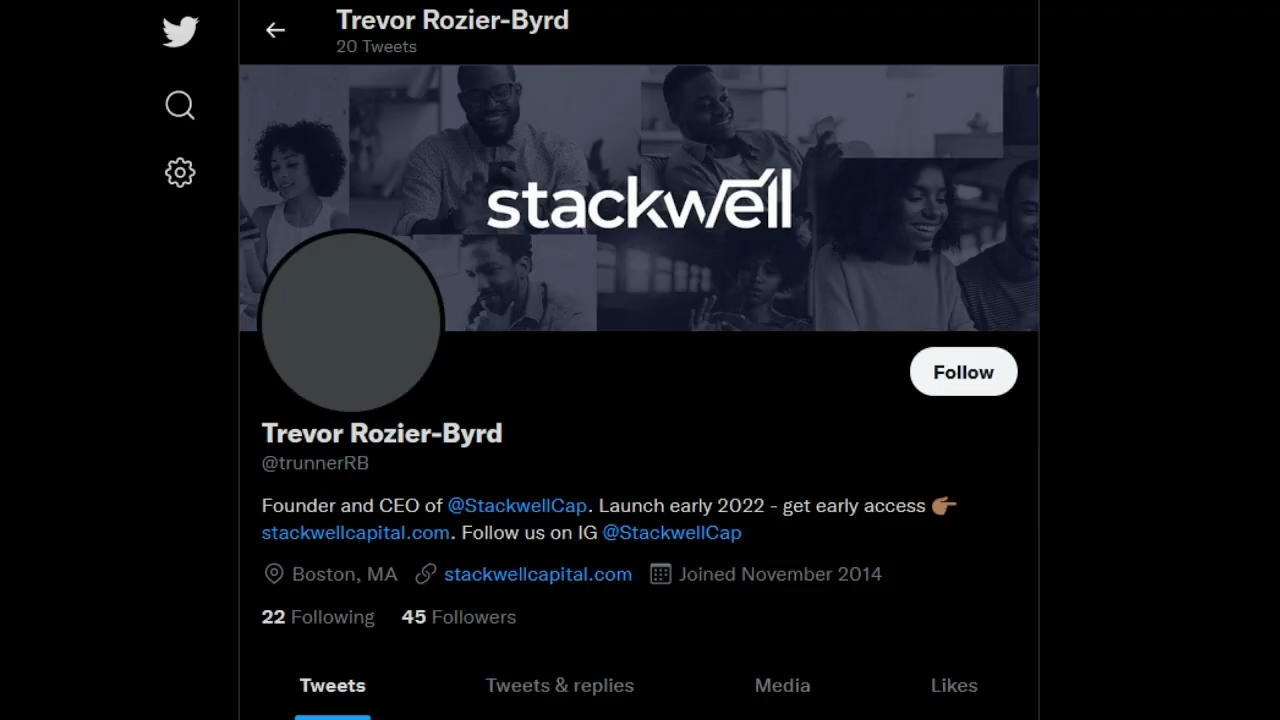 Trevor Rozier-Byrd
20 Tweets
stackwell
Follow
Trevor Rozier-Byrd
@trunnerRB
Founder and CEO of @StackwellCap. Launch early 2022 - get early access 👉🏾
stackwellcapital.com. Follow us on IG @StackwellCap
Boston, MA stackwellcapital.com Joined November 2014
22 Following 45 Followers
Tweets Tweets & replies Media Likes